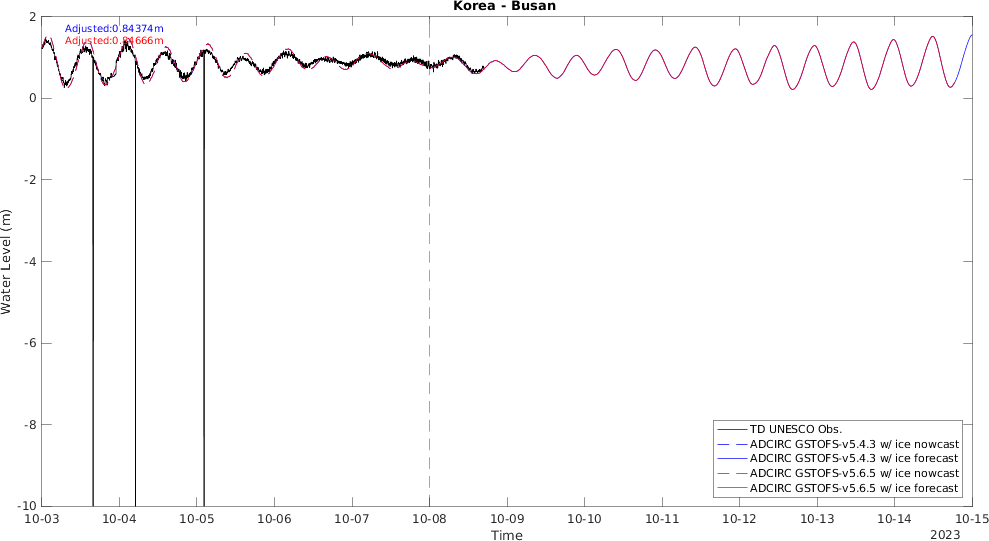 Korea - Busan
Adjusted:0.84374m
Adjusted:0.84666m
2
0
-2
-4
-6
-8
-10
Water Level (m)
10-03
10-04
10-05
10-06
10-07
10-08
10-09
10-10
10-11
10-12
10-13
10-14
10-15
Time
2023
TD UNESCO Obs.
ADCIRC GSTOFS-v5.4.3 w/ ice nowcast
ADCIRC GSTOFS-v5.4.3 w/ ice forecast
ADCIRC GSTOFS-v5.6.5 w/ ice nowcast
ADCIRC GSTOFS-v5.6.5 w/ ice forecast